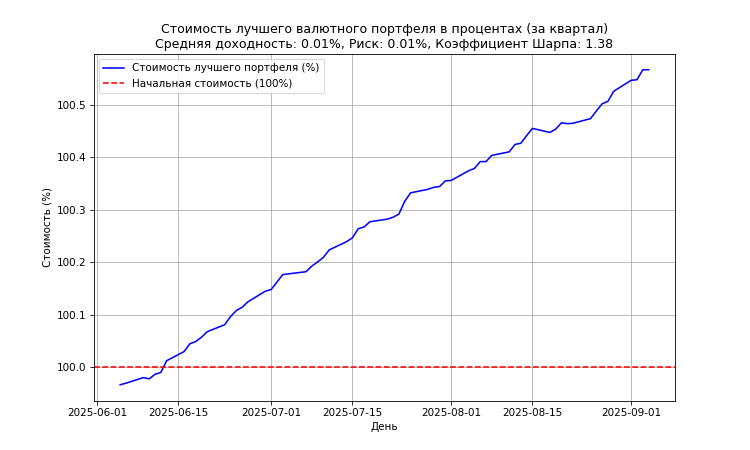 Стоимость лучшего валютного портфеля в процентах (за квартал)
Средняя доходность: 0.01%, Риск: 0.01%, Коэффициент Шарпа: 1.38
Стоимость лучшего портфеля (%)
Начальная стоимость (100%)
Стоимость (%)
100.5
100.4
100.3
100.2
100.1
100.0
2025-06-01
2025-06-15
2025-07-01
2025-07-15
2025-08-01
2025-08-15
2025-09-01
День